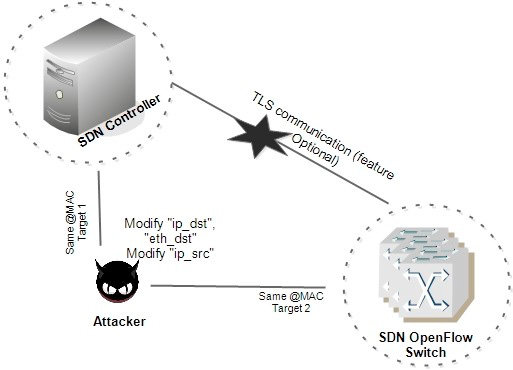 SDN Controller
TLS communication (feature
Optional)
Same @MAC
Target 1
Modify "ip_dst",
"eth_dst"
Modify "ip_src"
Attacker
Same @MAC
Target 2
SDN OpenFlow
Switch